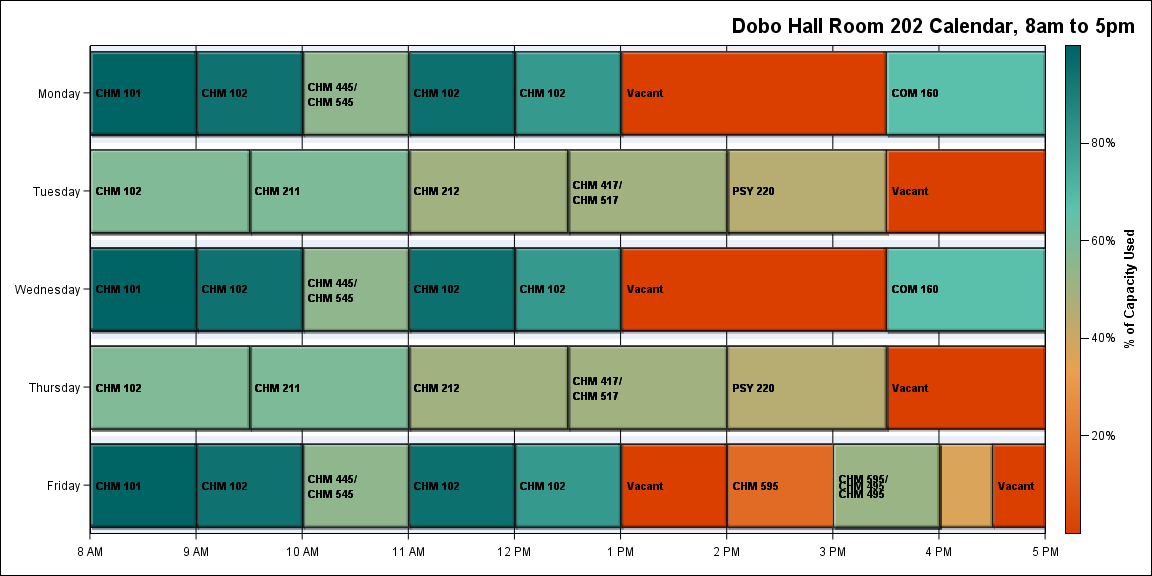 Dobo Hall Room 202 Calendar, 8am to 5pm
Monday
CHM 101
CHM 102
CHM 445/
CHM 545
CHM 102
CHM 102
Vacant
COM 160
Tuesday
CHM 102
CHM 211
CHM 212
CHM 417/
CHM 517
PSY 220
Vacant
Wednesday
CHM 101
CHM 102
CHM 445/
CHM 545
CHM 102
CHM 102
Vacant
COM 160
Thursday
CHM 102
CHM 211
CHM 212
CHM 417/
CHM 517
PSY 220
Vacant
Friday
CHM 101
CHM 102
CHM 445/
CHM 545
CHM 102
CHM 102
Vacant
CHM 595
CHM 595/
CHM 495
CHM 495
Vacant
8 AM
9 AM
10 AM
11 AM
12 PM
1 PM
2 PM
3 PM
4 PM
5 PM
80%
60%
40%
20%
% of Capacity Used